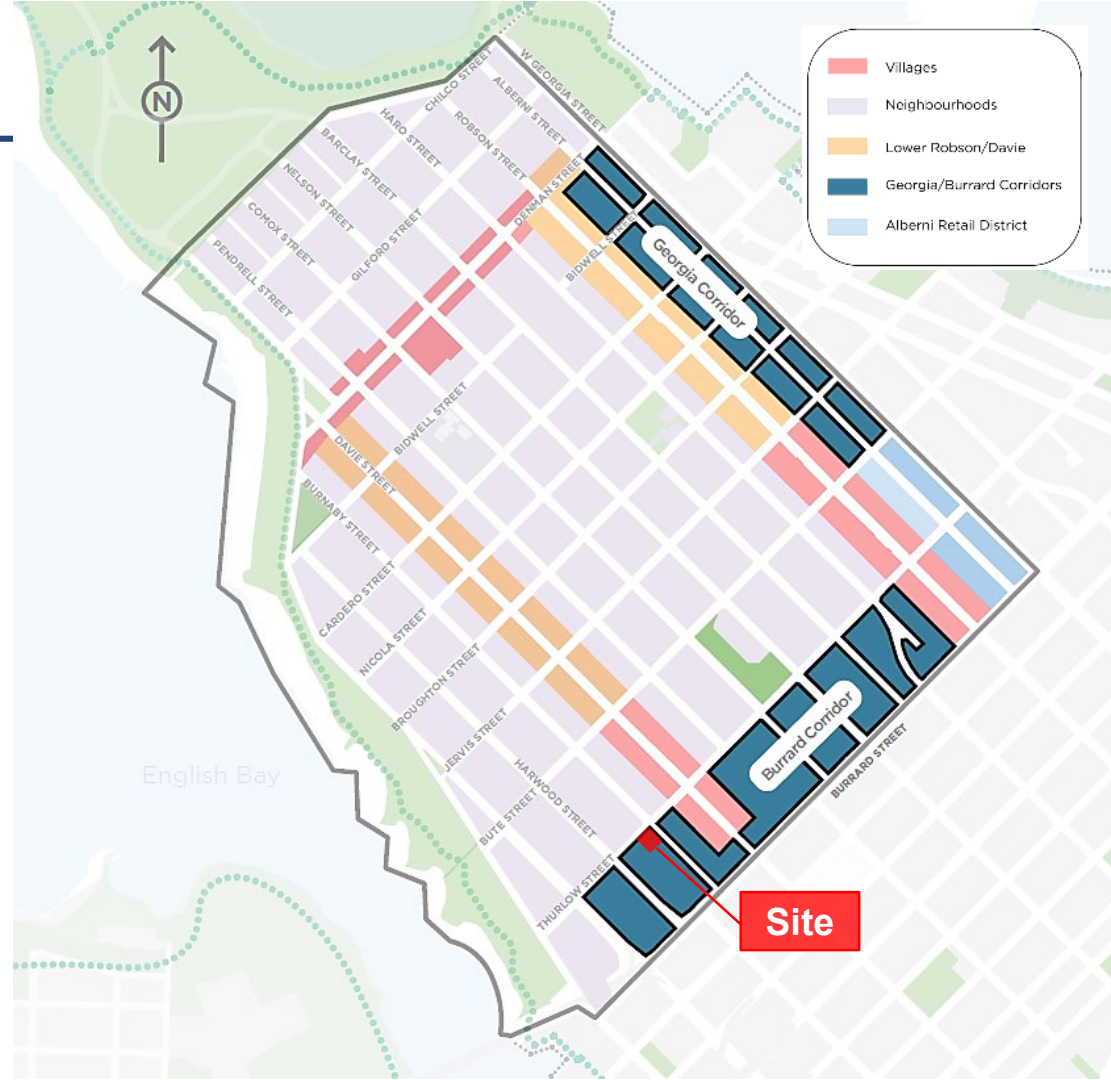 N
Villages
Neighbourhoods
Lower Robson/Davie
Georgia/Burrard Corridors
Alberni Retail District
W GEORGIA STREET
CHILCO STREET
ALBERNI STREET
ROBSON STREET
HARO STREET
BARCLAY STREET
NELSON STREET
COMOX STREET
PENDRELL STREET
GILFORD STREET
DENMAN STREET
BIDWELL STREET
Georgia Corridor
BIDWELL STREET
DAVIE STREET
BURNABY STREET
CARDERO STREET
NICOLA STREET
BROUGHTON STREET
JERVIS STREET
HARWOOD STREET
BUTE STREET
THURLOW STREET
Burrard Corridor
BURRARD STREET
English Bay
Site